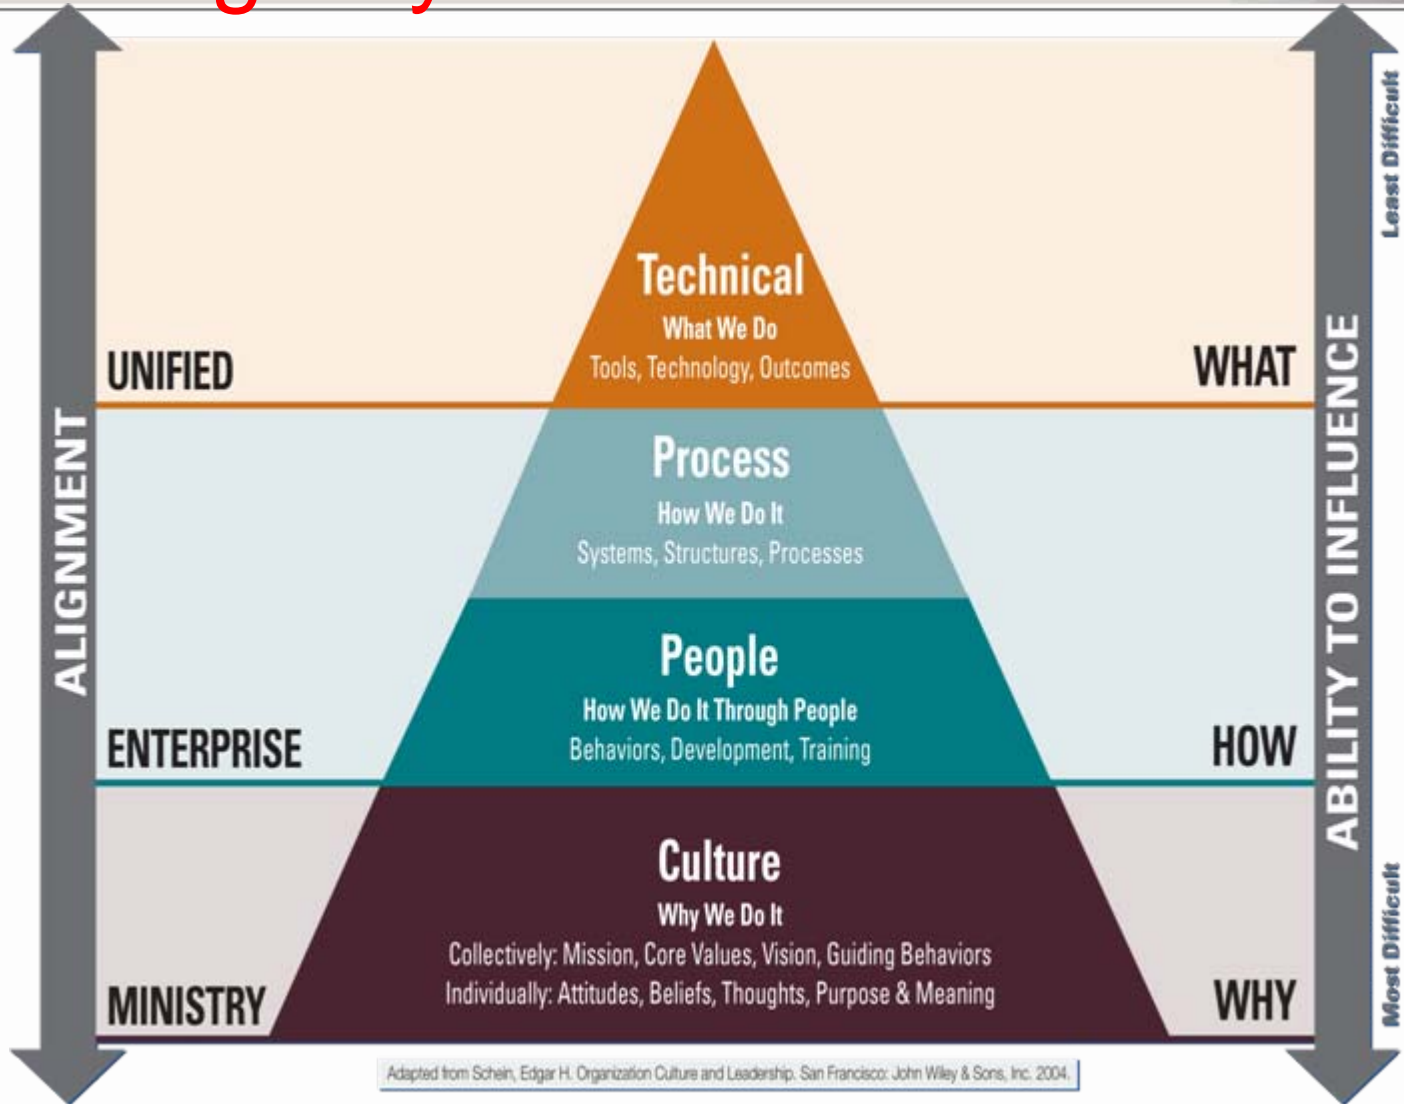 Technical
What We Do
Tools, Technology, Outcomes
UNIFIED
WHAT
Process
How We Do It
Systems, Structures, Processes
People
How We Do It Through People
Behaviors, Development, Training
ENTERPRISE
HOW
Culture
Why We Do It
Collectively: Mission, Core Values, Vision, Guiding Behaviors
Individually: Attitudes, Beliefs, Thoughts, Purpose & Meaning
MINISTRY
WHY
ALIGNMENT
ABILITY TO INFLUENCE
Least Difficult
Most Difficult
Adapted from Schein, Edgar H. Organization Culture and Leadership. San Francisco: John Wiley & Sons, Inc. 2004.